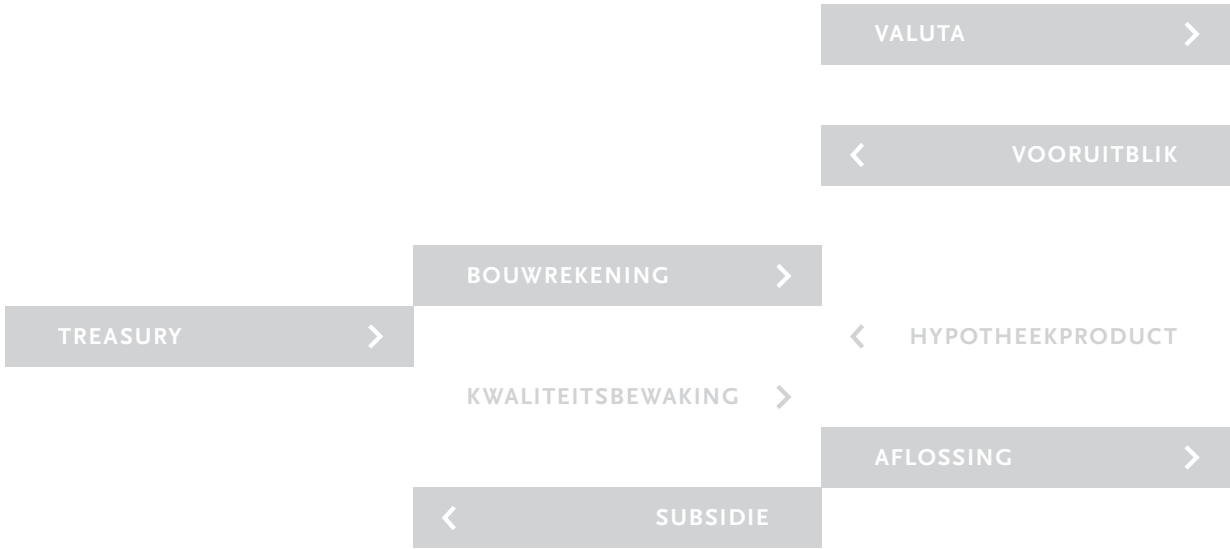 VALUTA
VOORUITBLIK
BOUWREKENING
TREASURY
HYPOTHEEKPRODUCT
KWALITEITSBEWAKING
AFLOSSING
SUBSIDIE